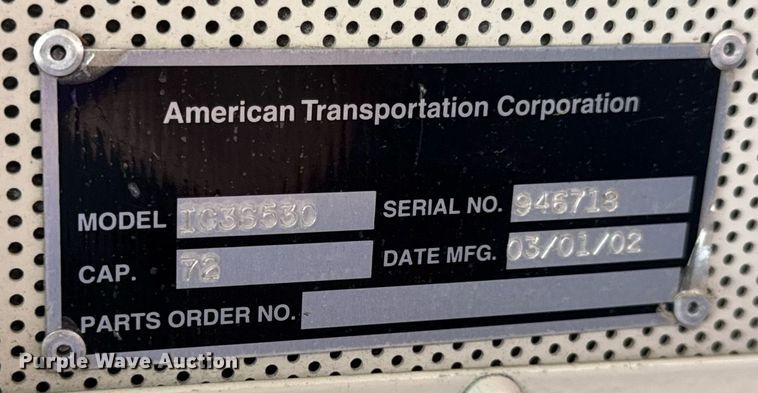 American Transportation Corporation
MODEL IC3S530 SERIAL NO. 946718
CAP. 72 DATE MFG. 03/01/02
PARTS ORDER NO.
Purple Wave Auction